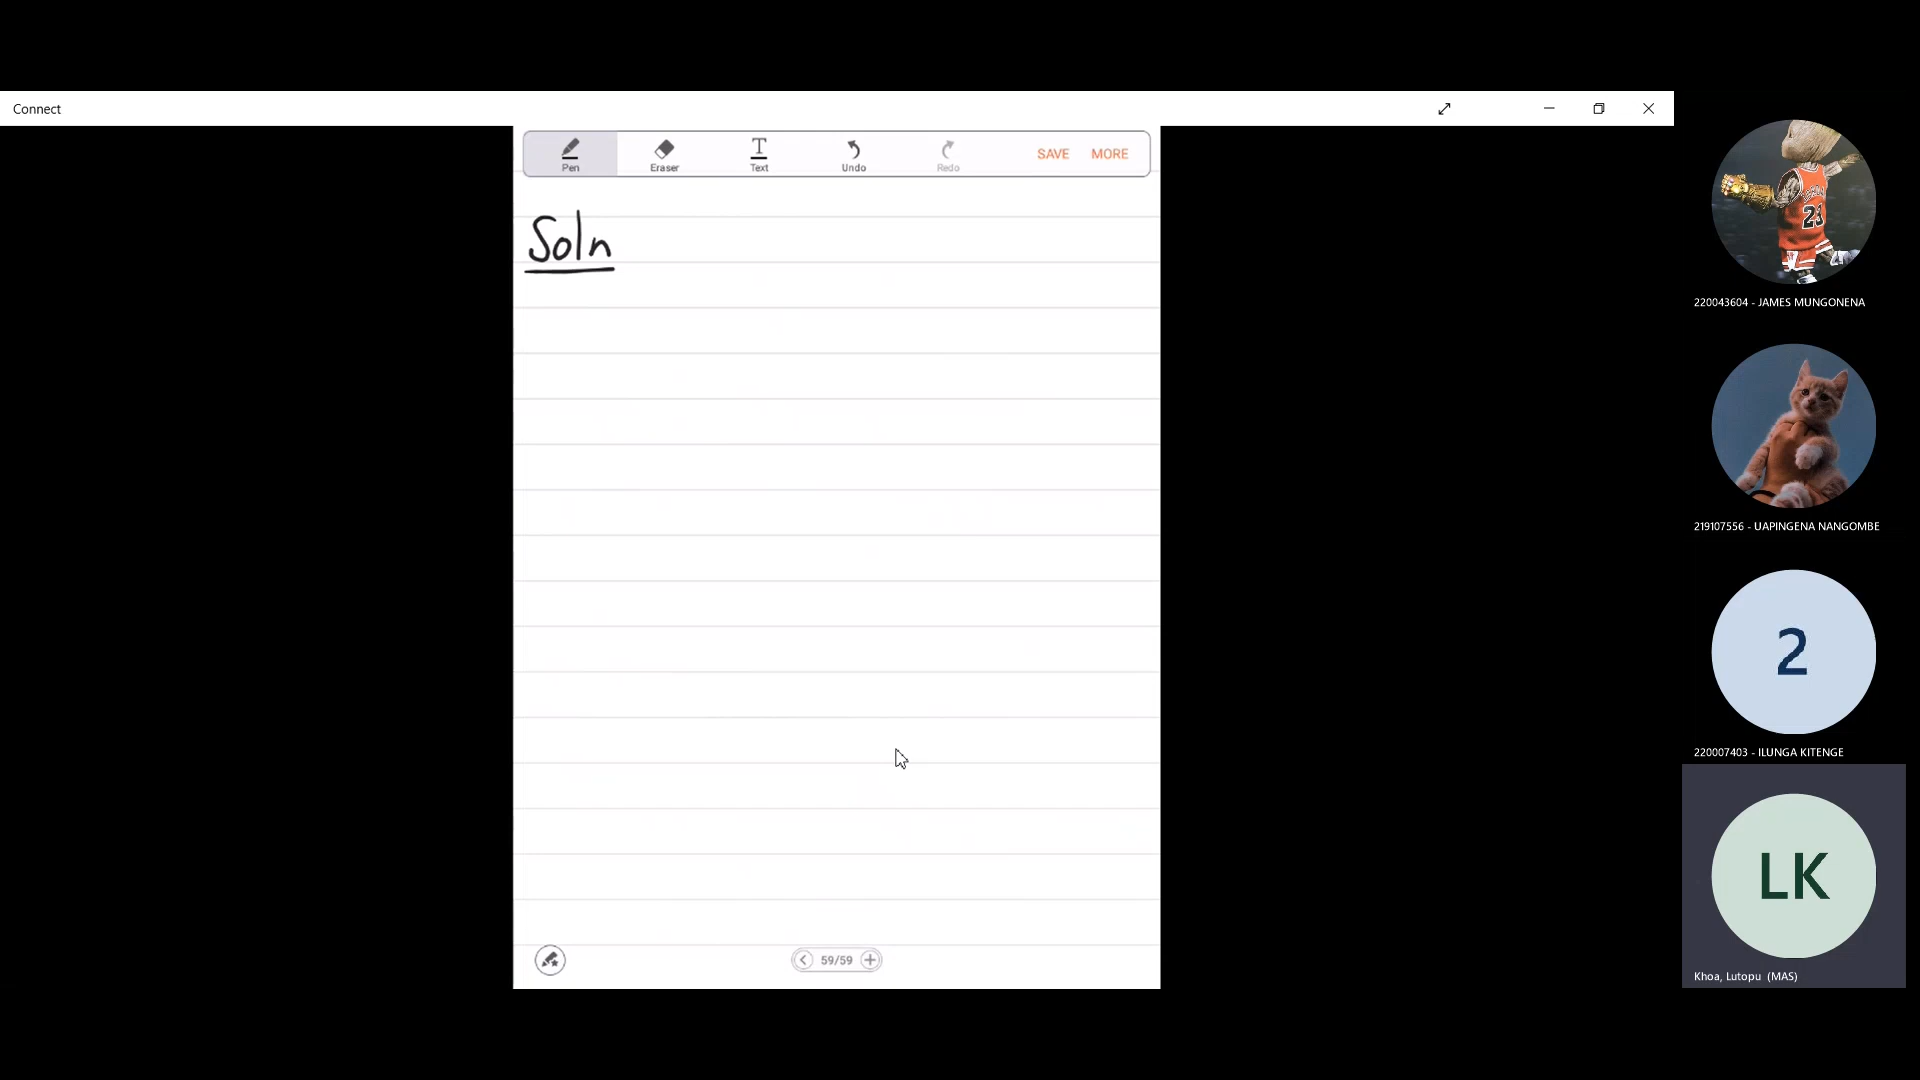 Connect
Pen
Eraser
Text
Undo
Redo
SAVE
MORE
Soln
23
220043604 - JAMES MUNGONENA
219107556 - UAPINGENA NANGOMBE
2
220007403 - ILUNGA KITENGE
LK
Khoa, Lutopu (MAS)
59/59